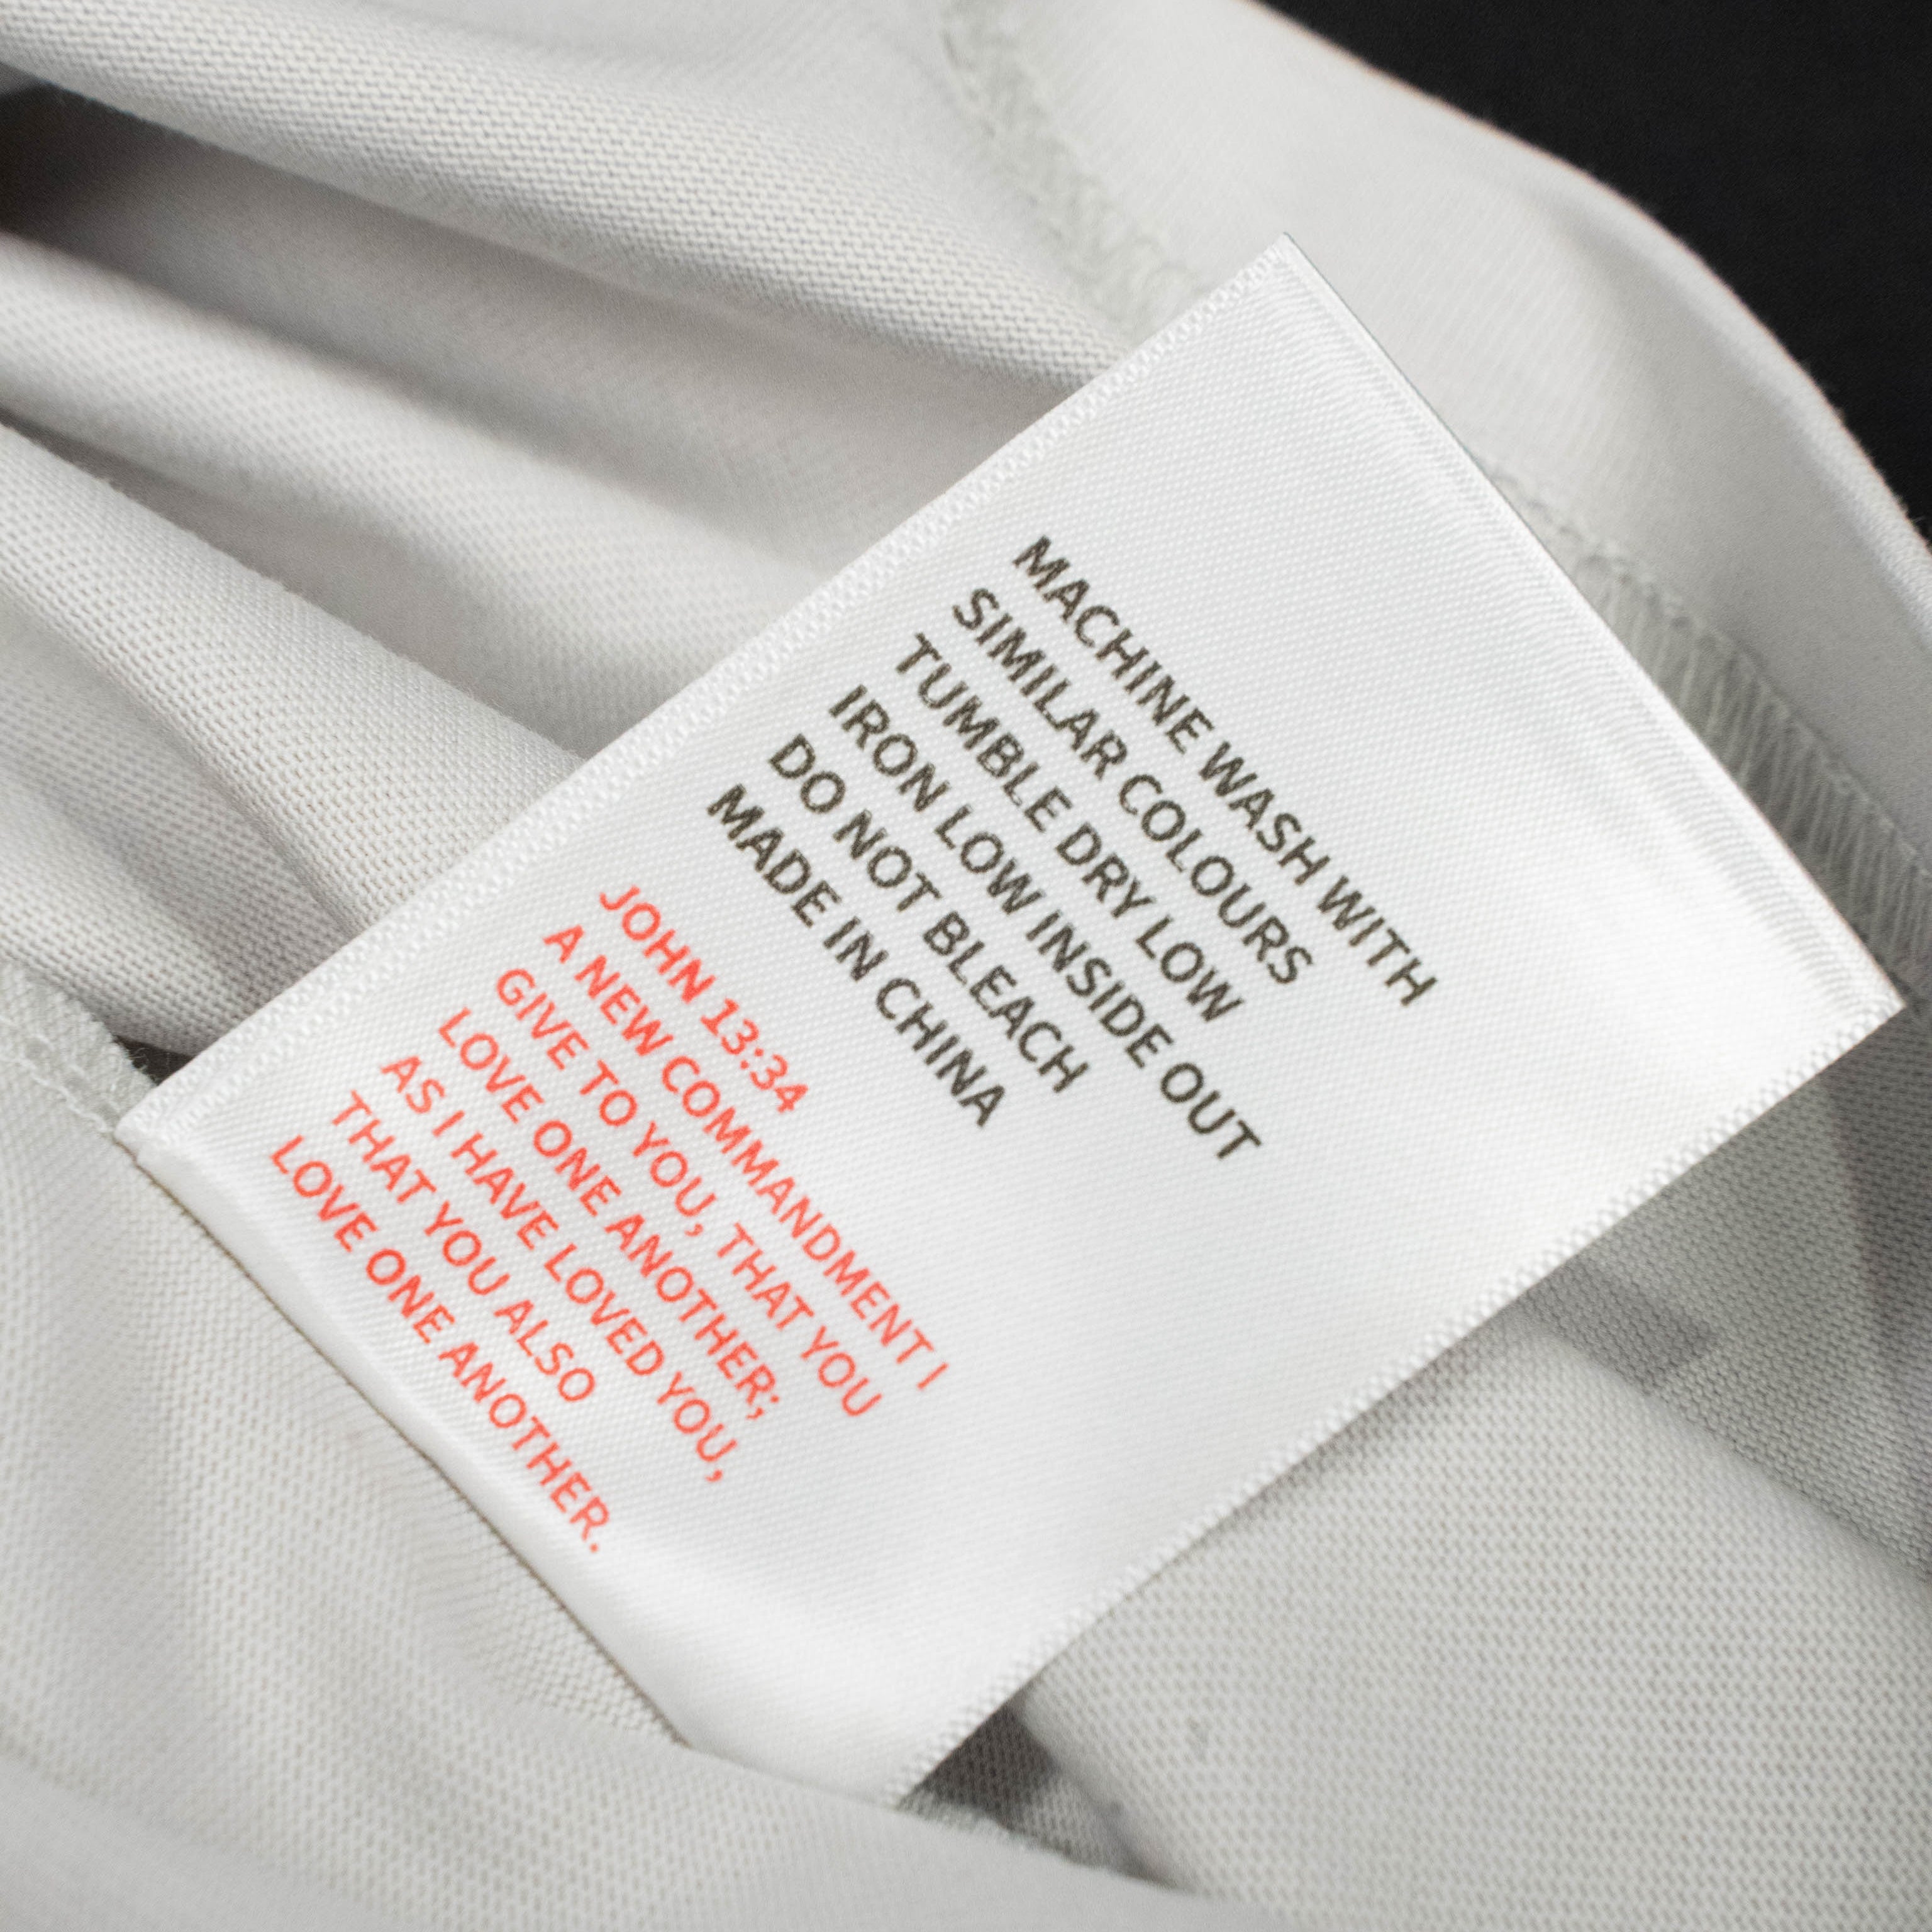 MACHINE WASH WITH
SIMILAR COLOURS
TUMBLE DRY LOW
IRON LOW INSIDE OUT
DO NOT BLEACH
MADE IN CHINA
JOHN 13:34
A NEW COMMANDMENT I
GIVE TO YOU, THAT YOU
LOVE ONE ANOTHER;
AS I HAVE LOVED YOU,
THAT YOU ALSO
LOVE ONE ANOTHER.